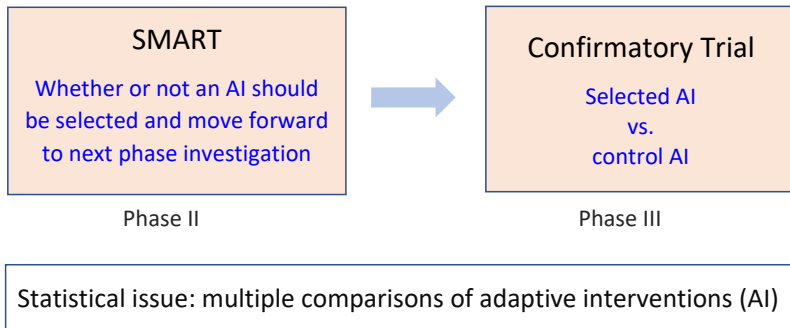 SMART
Whether or not an AI should
be selected and move forward
to next phase investigation
Confirmatory Trial
Selected AI
vs.
control AI
Phase II
Phase III
Statistical issue: multiple comparisons of adaptive interventions (AI)